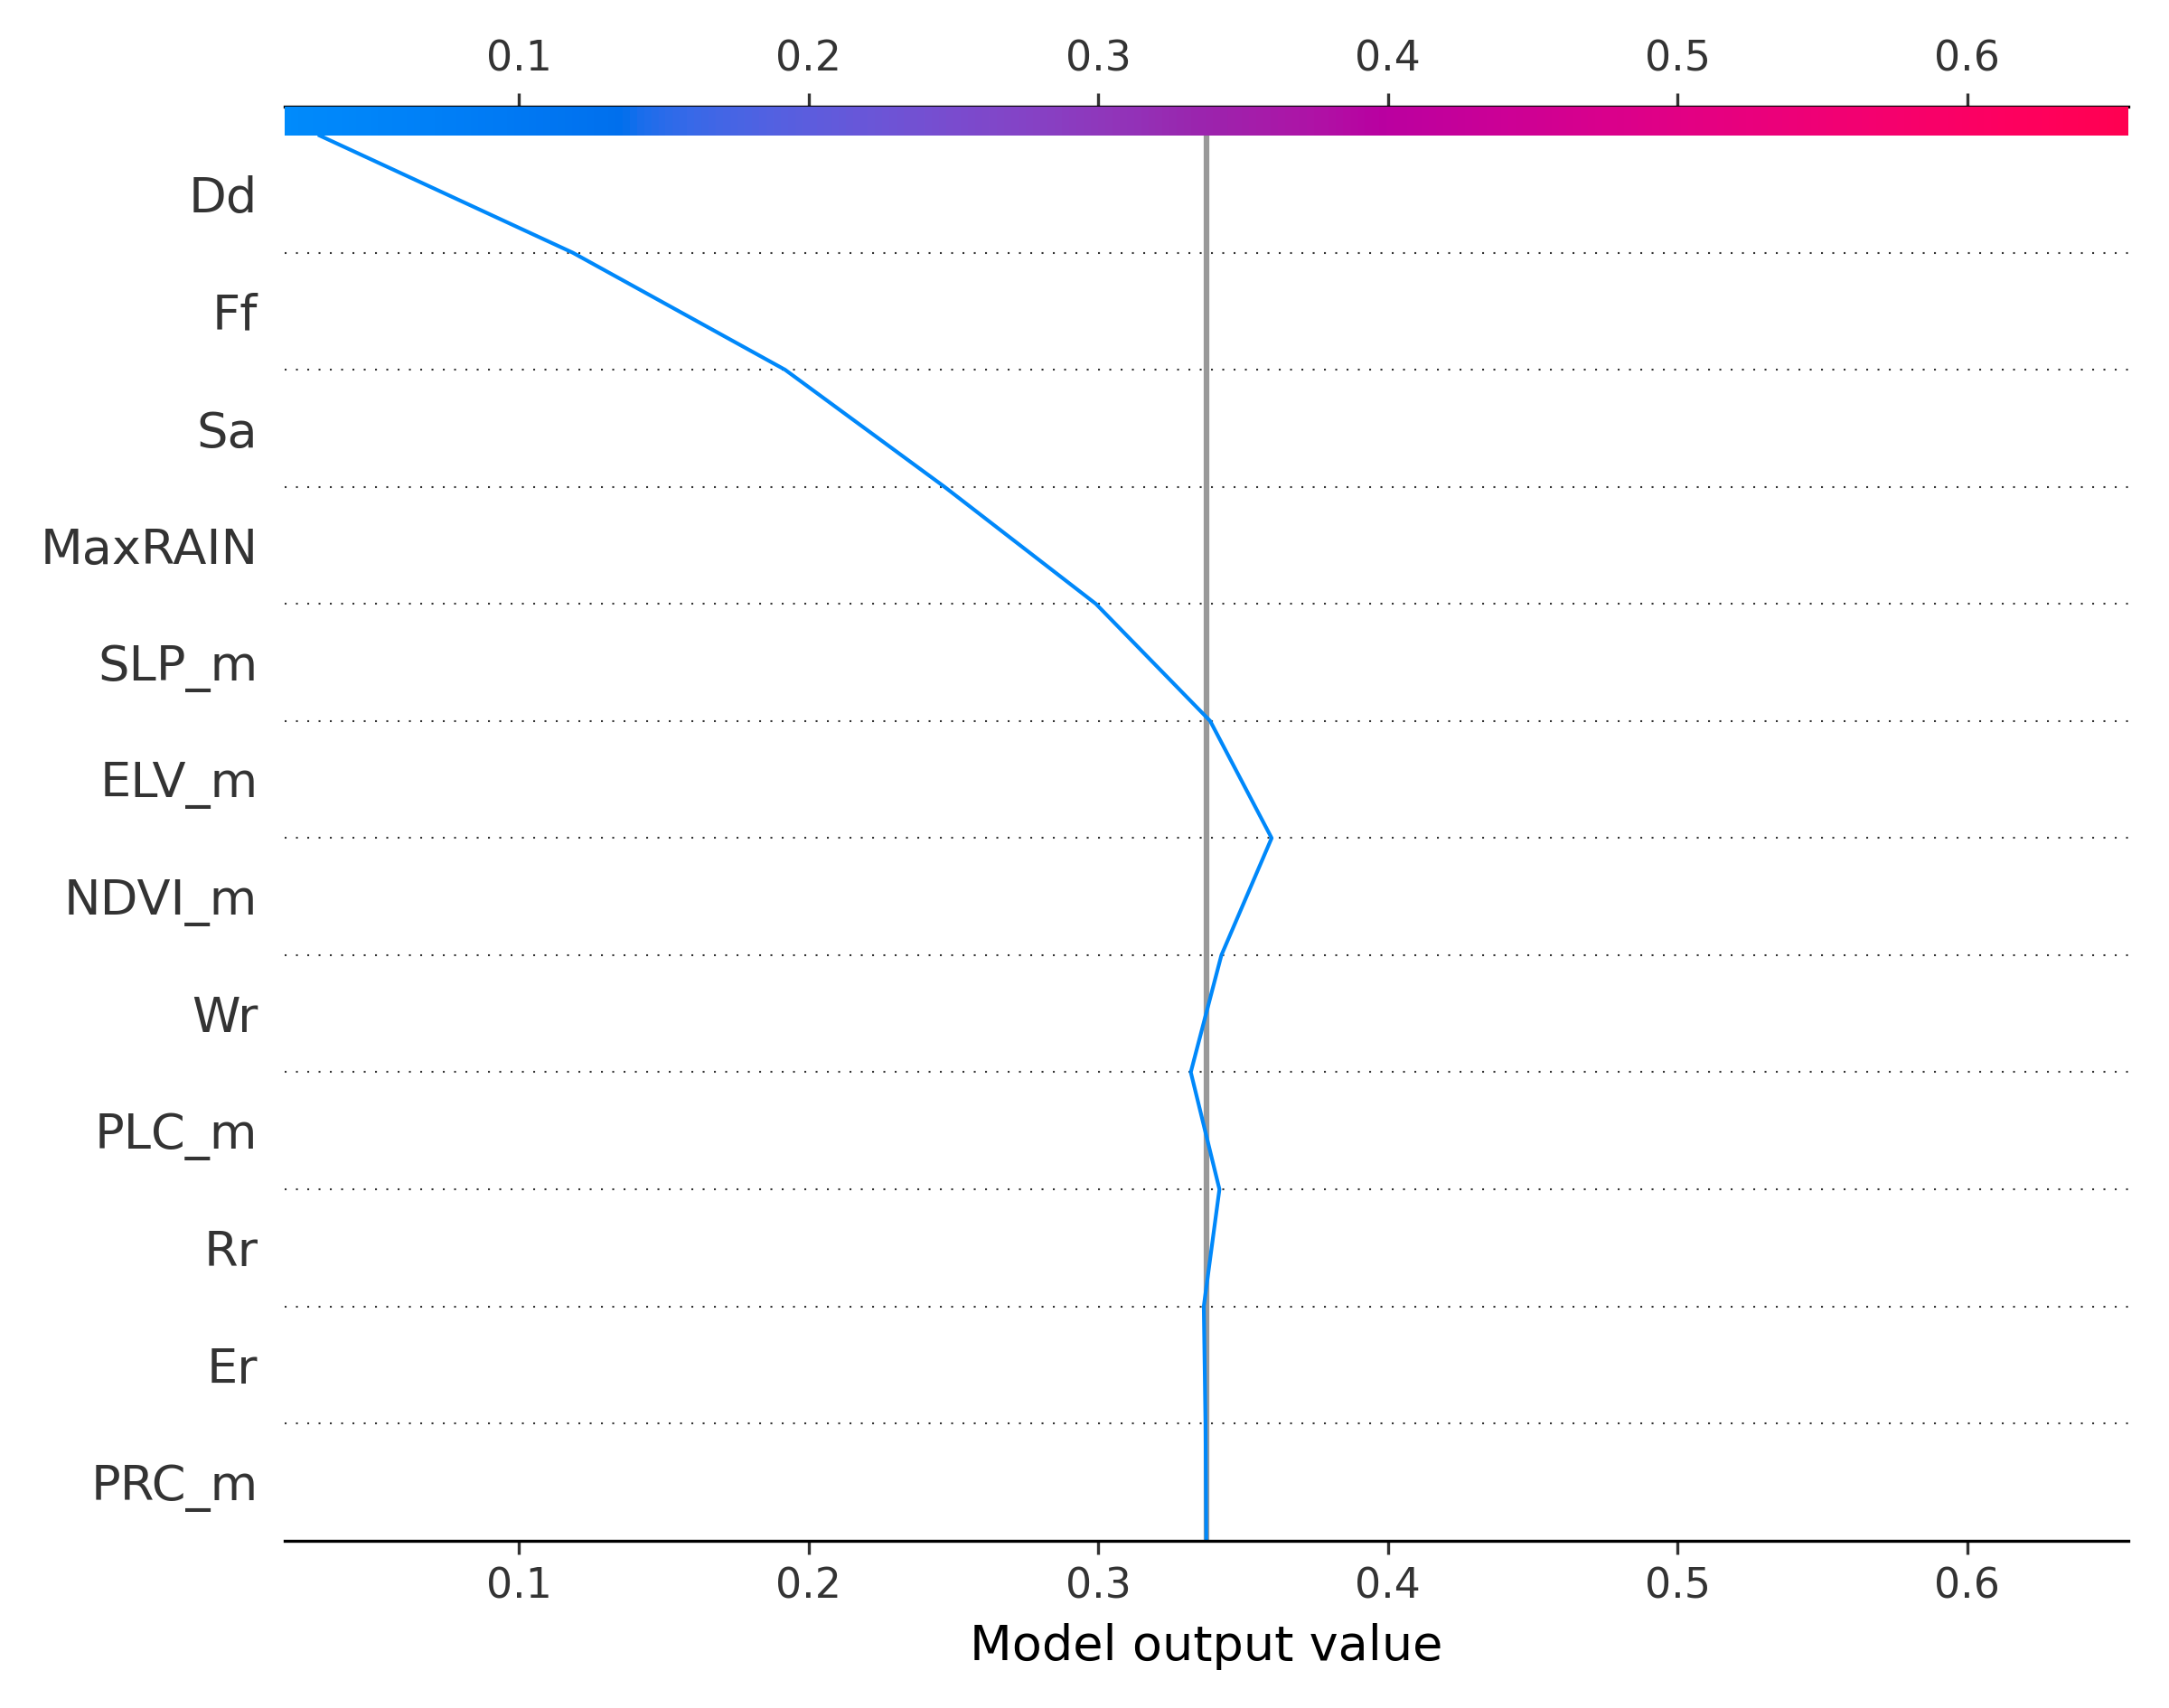 0.1 0.2 0.3 0.4 0.5 0.6
Dd
Ff
Sa
MaxRAIN
SLP_m
ELV_m
NDVI_m
Wr
PLC_m
Rr
Er
PRC_m
0.1 0.2 0.3 0.4 0.5 0.6
Model output value